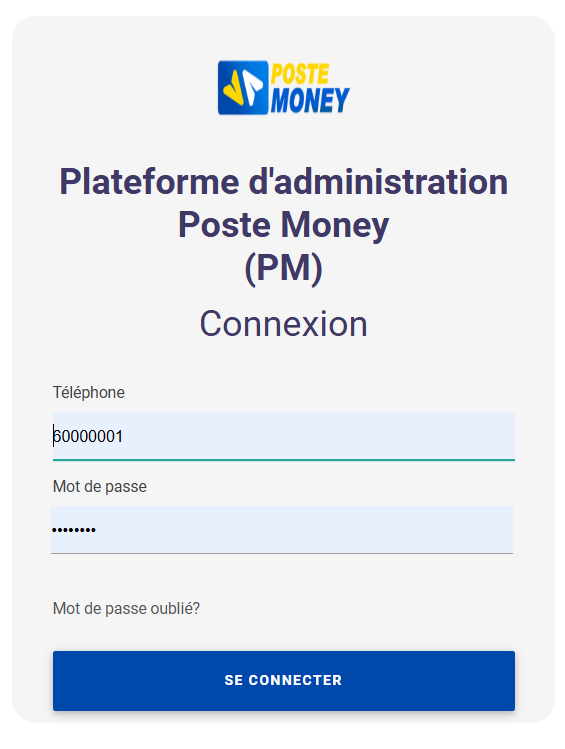 POSTE
MONEY
Plateforme d'administration
Poste Money
(PM)
Connexion
Téléphone
60000001
Mot de passe
••••••••
Mot de passe oublié?
SE CONNECTER